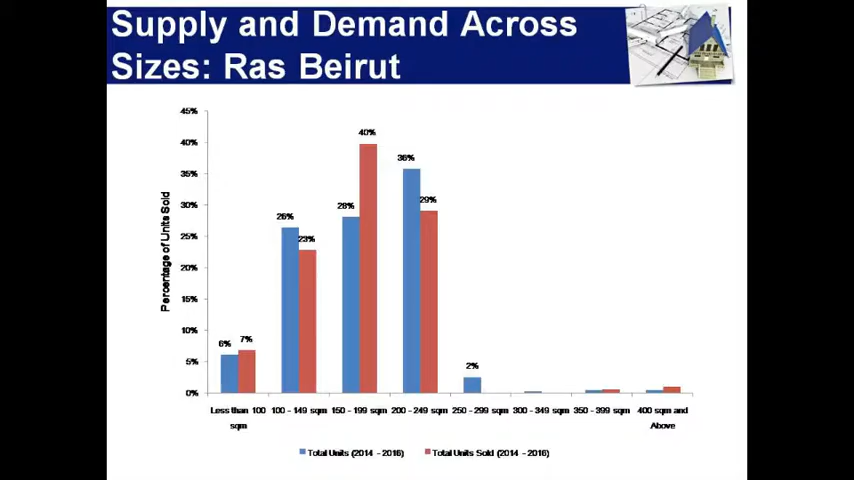 Supply and Demand Across
Sizes: Ras Beirut
45%
40%
35%
30%
25%
20%
15%
10%
5%
0%
Percentage of Units Sold
6%
7%
26%
23%
28%
40%
36%
29%
2%
Less than 100
sqm
100 - 149 sqm
150 - 199 sqm
200 - 249 sqm
250 - 299 sqm
300 - 349 sqm
350 - 399 sqm
400 sqm and
Above
Total Units (2014 - 2016)
Total Units Sold (2014 - 2016)